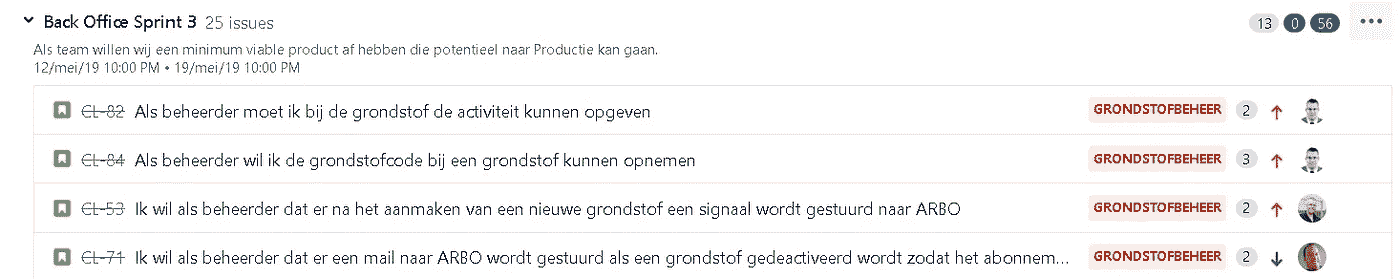 Back Office Sprint 3 25 issues 13 0 56 •••
Als team willen wij een minimum viable product af hebben die potentieel naar Productie kan gaan.
12/mei/19 10:00 PM • 19/mei/19 10:00 PM
CL-82 Als beheerder moet ik bij de grondstof de activiteit kunnen opgeven GRONDSTOFBEHEER 2
CL-84 Als beheerder wil ik de grondstofcode bij een grondstof kunnen opnemen GRONDSTOFBEHEER 3
CL-53 Ik wil als beheerder dat er na het aanmaken van een nieuwe grondstof een signaal wordt gestuurd naar ARBO GRONDSTOFBEHEER 2
CL-71 Ik wil als beheerder dat er een mail naar ARBO wordt gestuurd als een grondstof gedeactiveerd wordt zodat het abonnem... GRONDSTOFBEHEER 2